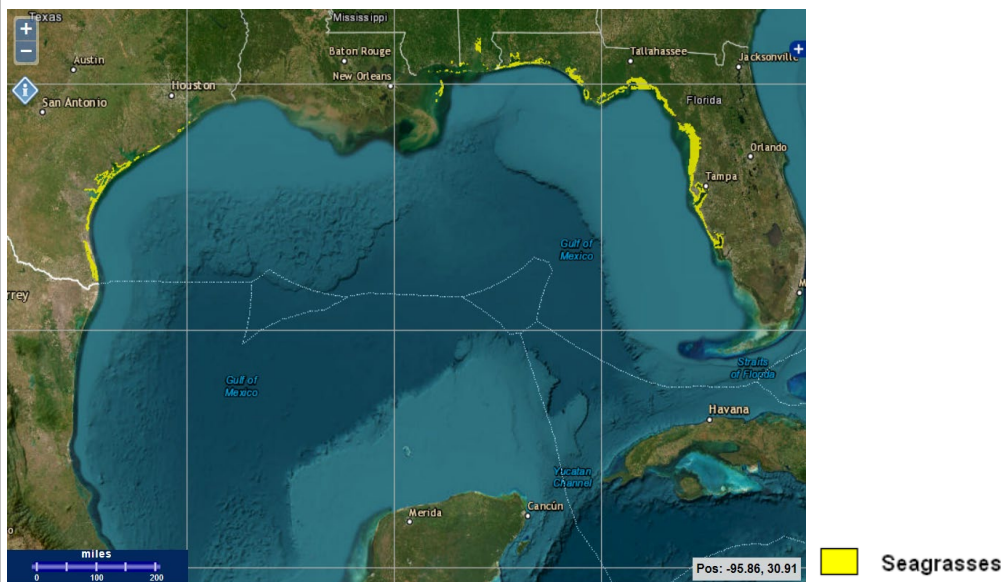 Texas
Mississippi
+
−
Austin
Baton Rouge
Tallahassee
+
Jacksonville
New Orleans
Houston
San Antonio
Florida
Orlando
Tampa
Gulf of
Mexico
rrey
M
Straits
of Florida
Gulf of
Mexico
Havana
Yucatan
Channel
Merida
Cancún
or
miles
0 100 200
Pos: -95.86, 30.91
Seagrasses